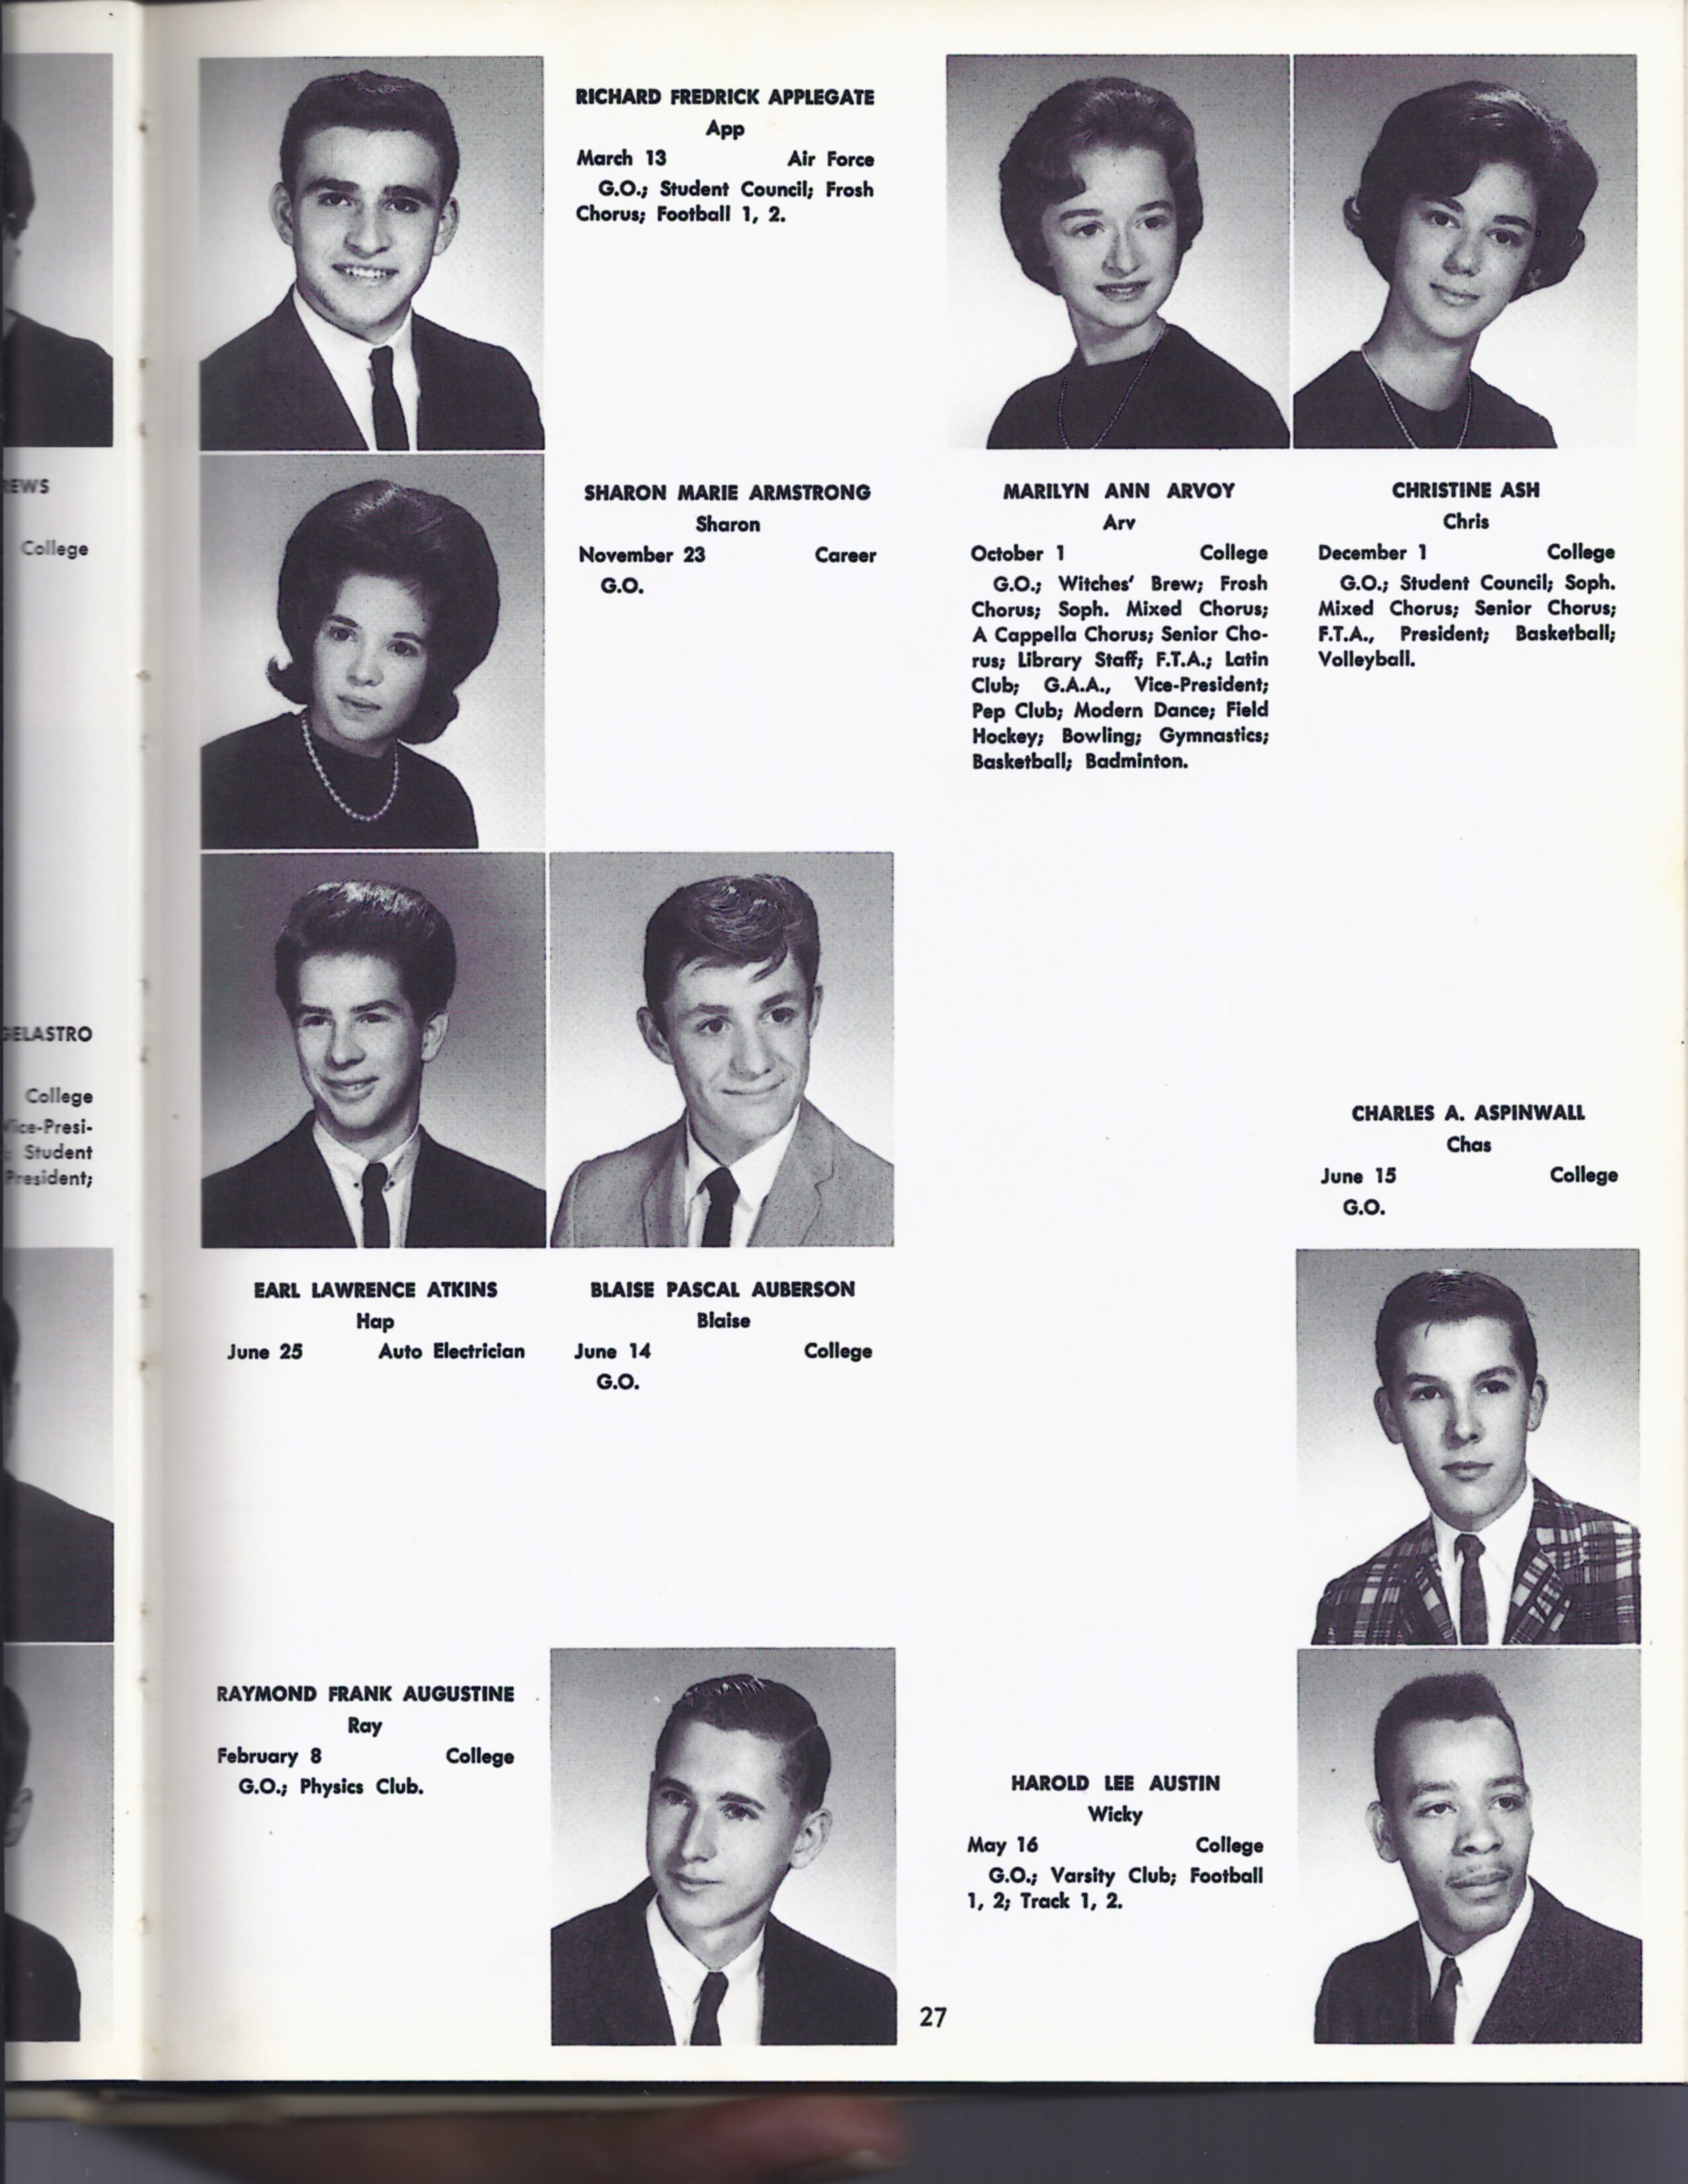 EWS
College
ELASTRO
College
ice-Presi-
Student
President;
RICHARD FREDRICK APPLEGATE
App
March 13 Air Force
G.O.; Student Council; Frosh
Chorus; Football 1, 2.
SHARON MARIE ARMSTRONG
Sharon
November 23 Career
G.O.
MARILYN ANN ARVOY
Arv
October 1 College
G.O.; Witches' Brew; Frosh
Chorus; Soph. Mixed Chorus;
A Cappella Chorus; Senior Cho-
rus; Library Staff; F.T.A.; Latin
Club; G.A.A., Vice-President;
Pep Club; Modern Dance; Field
Hockey; Bowling; Gymnastics;
Basketball; Badminton.
CHRISTINE ASH
Chris
December 1 College
G.O.; Student Council; Soph.
Mixed Chorus; Senior Chorus;
F.T.A., President; Basketball;
Volleyball.
CHARLES A. ASPINWALL
Chas
June 15 College
G.O.
EARL LAWRENCE ATKINS
Hap
June 25 Auto Electrician
BLAISE PASCAL AUBERSON
Blaise
June 14 College
G.O.
RAYMOND FRANK AUGUSTINE
Ray
February 8 College
G.O.; Physics Club.
HAROLD LEE AUSTIN
Wicky
May 16 College
G.O.; Varsity Club; Football
1, 2; Track 1, 2.
27